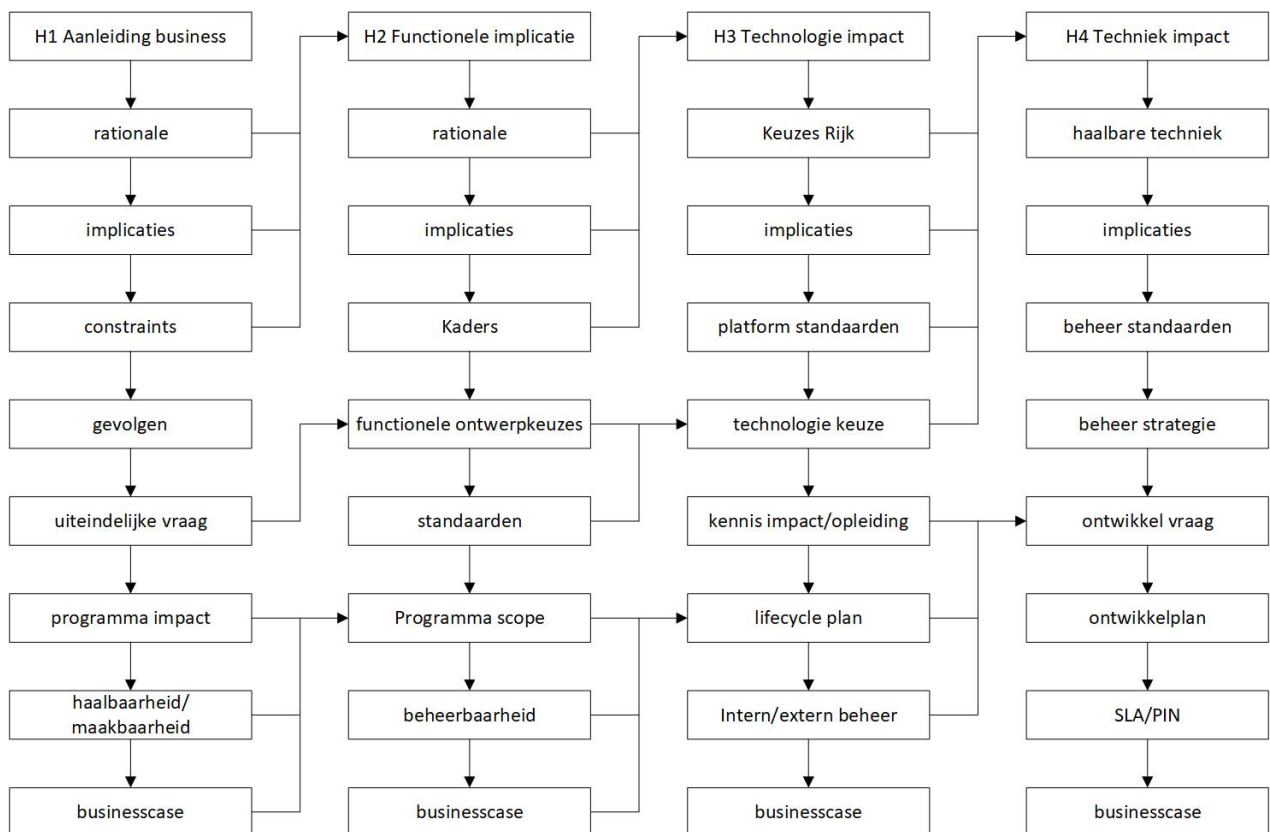 H1 Aanleiding business
rationale
implicaties
constraints
gevolgen
uiteindelijke vraag
programma impact
haalbaarheid/
maakbaarheid
businesscase
H2 Functionele implicatie
rationale
implicaties
Kaders
functionele ontwerpkeuzes
standaarden
Programma scope
beheerbaarheid
businesscase
H3 Technologie impact
Keuzes Rijk
implicaties
platform standaarden
technologie keuze
kennis impact/opleiding
lifecycle plan
Intern/extern beheer
businesscase
H4 Techniek impact
haalbare techniek
implicaties
beheer standaarden
beheer strategie
ontwikkel vraag
ontwikkelplan
SLA/PIN
businesscase